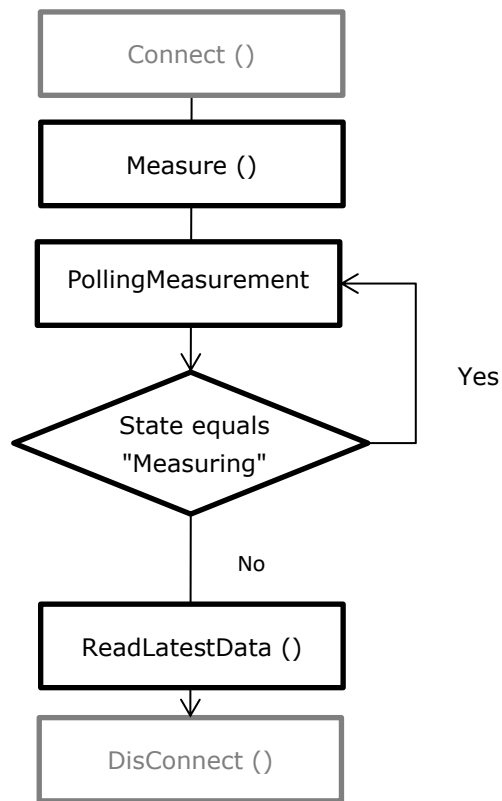 Connect ()
Measure ()
PollingMeasurement
Yes
State equals
"Measuring"
No
ReadLatestData ()
DisConnect ()